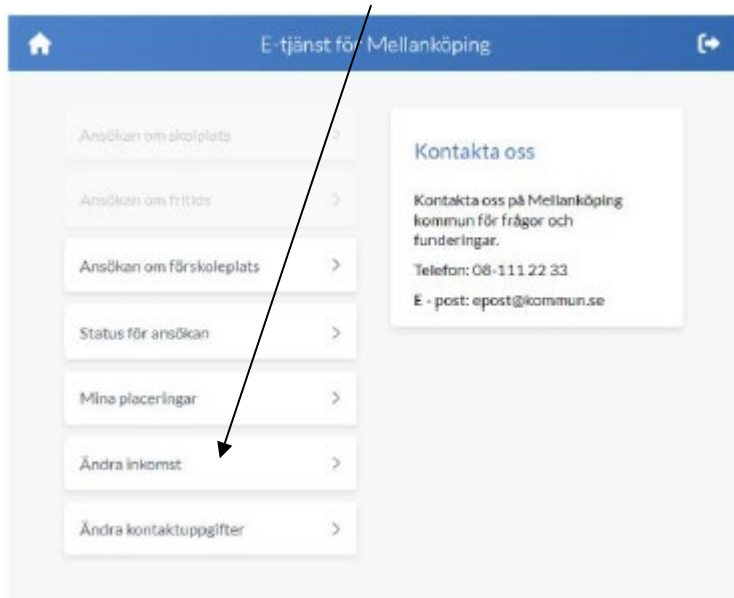 E-tjänst för Mellanköping
Ansökan om skolplats
Ansökan om fritids
Ansökan om förskoleplats
Status för ansökan
Mina placeringar
Ändra inkomst
Ändra kontaktuppgifter
Kontakta oss
Kontakta oss på Mellanköping
kommun för frågor och
funderingar.
Telefon: 08-111 22 33
E - post: epost@kommun.se